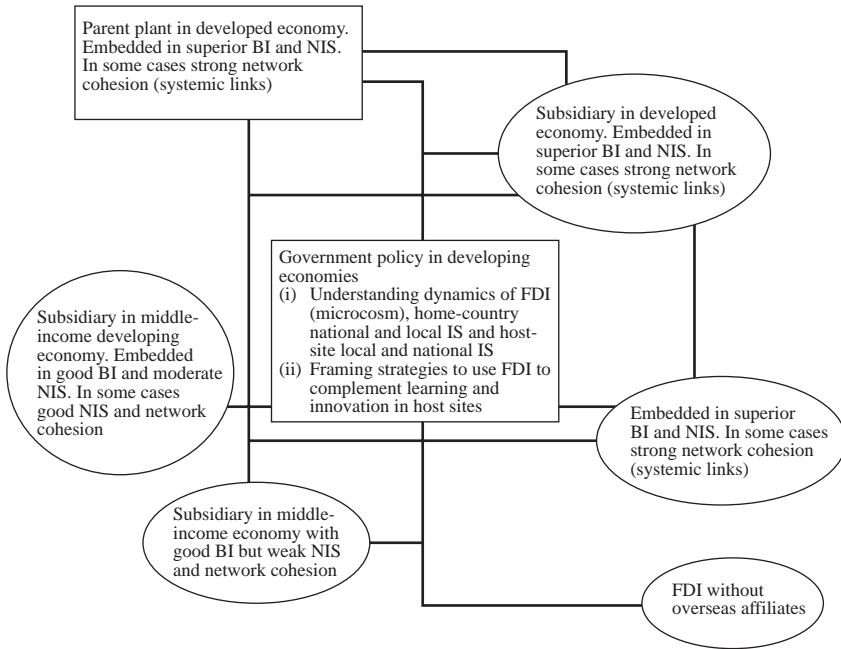 Parent plant in developed economy.
Embedded in superior BI and NIS.
In some cases strong network
cohesion (systemic links)
Subsidiary in developed
economy. Embedded in
superior BI and NIS. In
some cases strong network
cohesion (systemic links)
Government policy in developing
economies
(i) Understanding dynamics of FDI
(microcosm), home-country
national and local IS and host-
site local and national IS
(ii) Framing strategies to use FDI to
complement learning and
innovation in host sites
Subsidiary in middle-
income developing
economy. Embedded
in good BI and moderate
NIS. In some cases
good NIS and network
cohesion
Embedded in superior
BI and NIS. In some cases
strong network cohesion
(systemic links)
Subsidiary in middle-
income economy with
good BI but weak NIS
and network cohesion
FDI without
overseas affiliates